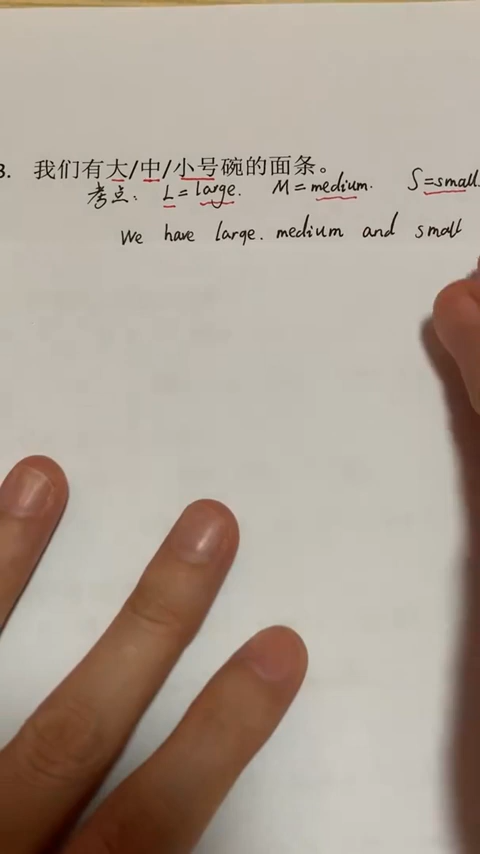 3. 我们有大/中/小号碗的面条。
考点: L = large. M = medium. S = small.
We have large. medium and small